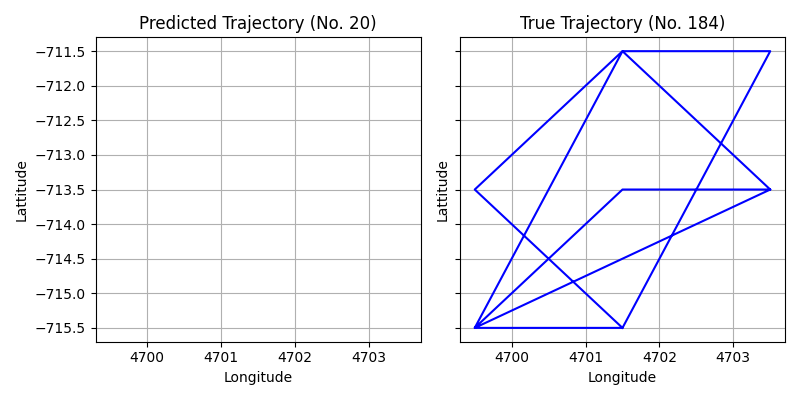 Predicted Trajectory (No. 20)
True Trajectory (No. 184)
Lattitude
−711.5
−712.0
−712.5
−713.0
−713.5
−714.0
−714.5
−715.0
−715.5
4700 4701 4702 4703
Longitude
Lattitude
4700 4701 4702 4703
Longitude